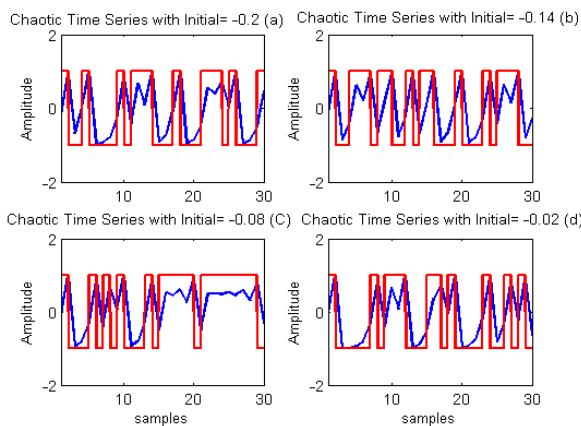 Chaotic Time Series with Initial= -0.2 (a)
Chaotic Time Series with Initial= -0.14 (b)
2
0
-2
Amplitude
10
20
30
2
0
-2
Amplitude
10
20
30
Chaotic Time Series with Initial= -0.08 (C)
Chaotic Time Series with Initial= -0.02 (d)
2
0
-2
Amplitude
10
20
30
samples
2
0
-2
Amplitude
10
20
30
samples